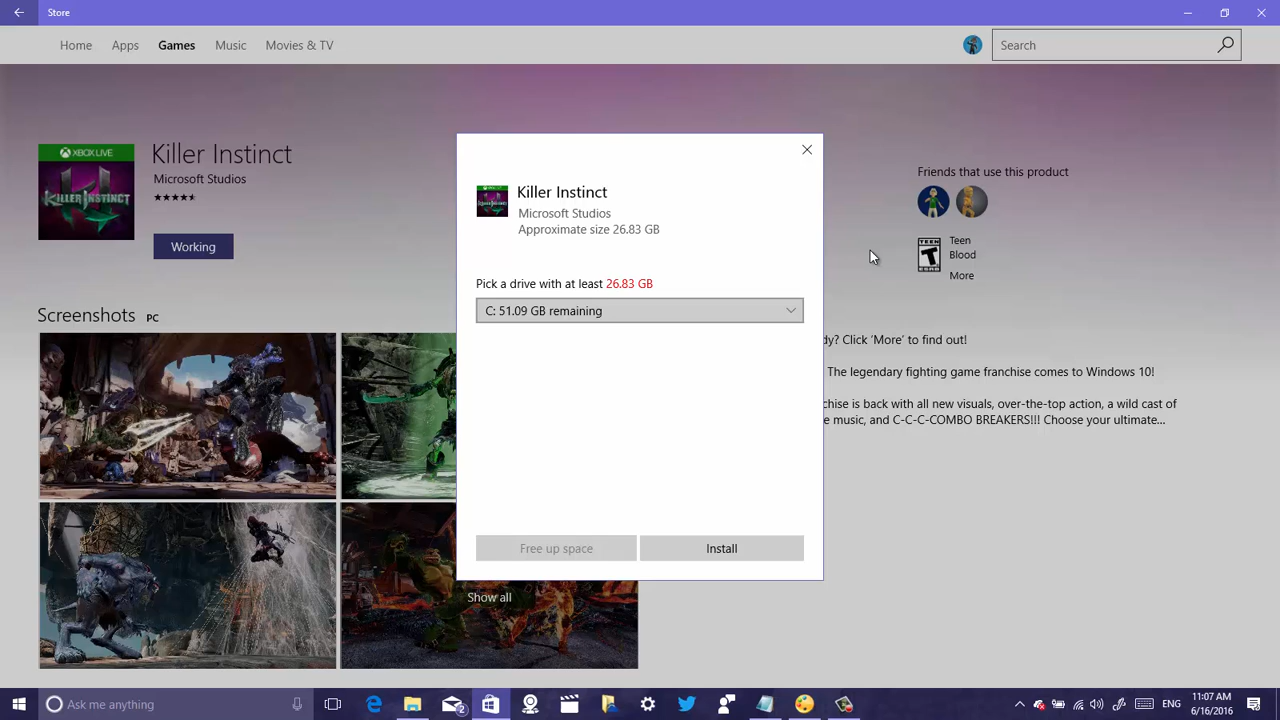 Store
Home Apps Games Music Movies & TV
Search
XBOX LIVE
KILLER INSTINCT
Killer Instinct
Microsoft Studios
Working
Screenshots PC
Show all
Killer Instinct
Microsoft Studios
Approximate size 26.83 GB
Pick a drive with at least 26.83 GB
C: 51.09 GB remaining
Free up space Install
Friends that use this product
TEEN
T
ESRB
Teen
Blood
More
dy? Click ‘More’ to find out!
The legendary fighting game franchise comes to Windows 10!
chise is back with all new visuals, over-the-top action, a wild cast of
e music, and C-C-C-COMBO BREAKERS!!! Choose your ultimate...
Ask me anything
2
ENG
11:07 AM
6/16/2016